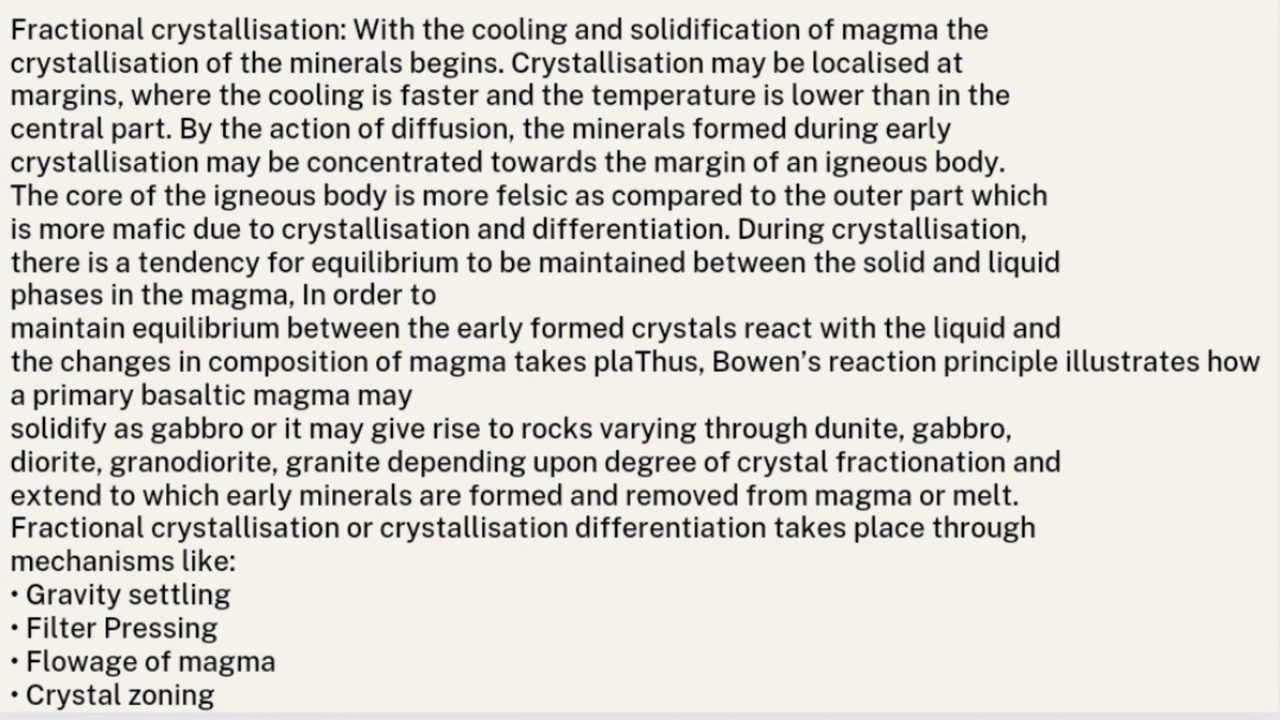 Fractional crystallisation: With the cooling and solidification of magma the
crystallisation of the minerals begins. Crystallisation may be localised at
margins, where the cooling is faster and the temperature is lower than in the
central part. By the action of diffusion, the minerals formed during early
crystallisation may be concentrated towards the margin of an igneous body.
The core of the igneous body is more felsic as compared to the outer part which
is more mafic due to crystallisation and differentiation. During crystallisation,
there is a tendency for equilibrium to be maintained between the solid and liquid
phases in the magma, In order to
maintain equilibrium between the early formed crystals react with the liquid and
the changes in composition of magma takes plaThus, Bowen’s reaction principle illustrates how
a primary basaltic magma may
solidify as gabbro or it may give rise to rocks varying through dunite, gabbro,
diorite, granodiorite, granite depending upon degree of crystal fractionation and
extend to which early minerals are formed and removed from magma or melt.
Fractional crystallisation or crystallisation differentiation takes place through
mechanisms like:
• Gravity settling
• Filter Pressing
• Flowage of magma
• Crystal zoning